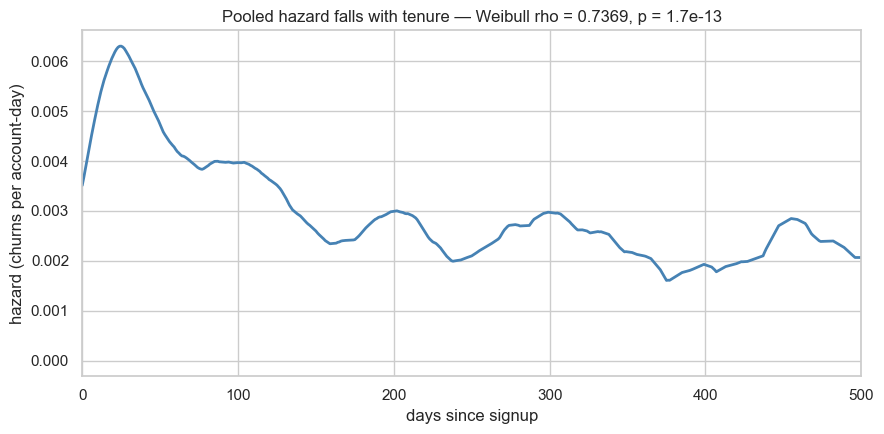 Pooled hazard falls with tenure — Weibull rho = 0.7369, p = 1.7e-13
hazard (churns per account-day)
0.006
0.005
0.004
0.003
0.002
0.001
0.000
0 100 200 300 400 500
days since signup